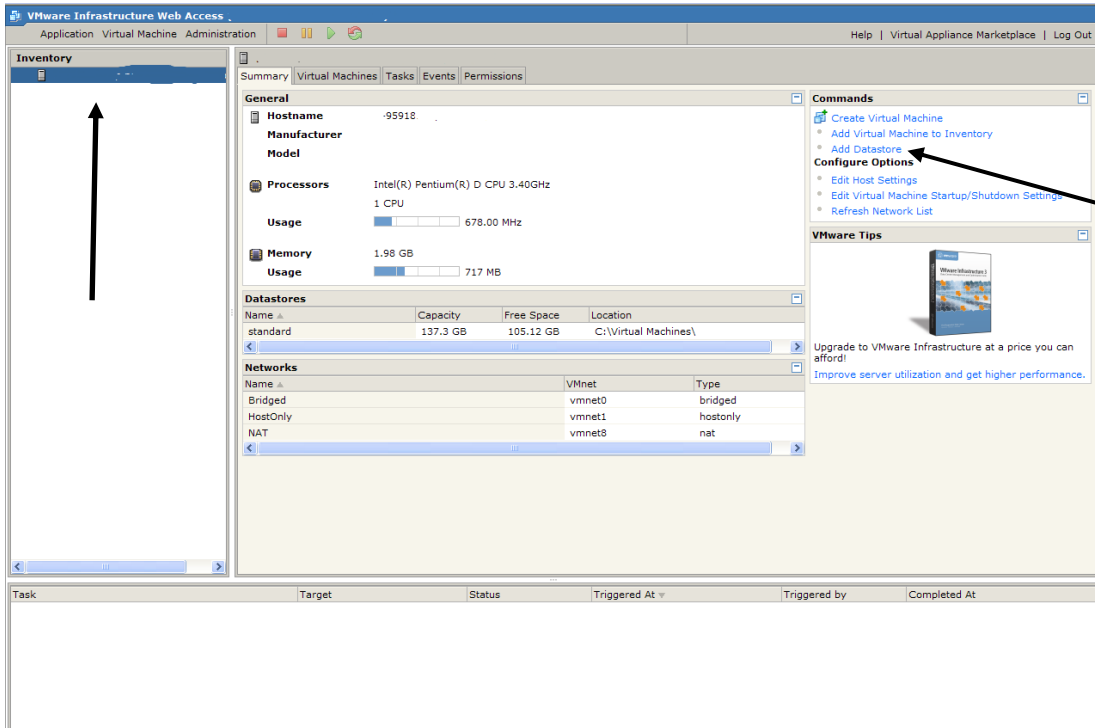 VMware Infrastructure Web Access
Application Virtual Machine Administration
Help | Virtual Appliance Marketplace | Log Out
Inventory
Summary Virtual Machines Tasks Events Permissions
General
Hostname -95918
Manufacturer
Model
Processors Intel(R) Pentium(R) D CPU 3.40GHz
1 CPU
Usage 678.00 MHz
Memory 1.98 GB
Usage 717 MB
Datastores
Name Capacity Free Space Location
standard 137.3 GB 105.12 GB C:\Virtual Machines\
Networks
Name VMnet Type
Bridged vmnet0 bridged
HostOnly vmnet1 hostonly
NAT vmnet8 nat
Commands
Create Virtual Machine
Add Virtual Machine to Inventory
Add Datastore
Configure Options
Edit Host Settings
Edit Virtual Machine Startup/Shutdown Settings
Refresh Network List
VMware Tips
VMware Infrastructure 3
Upgrade to VMware Infrastructure at a price you can
afford!
Improve server utilization and get higher performance.
Task Target Status Triggered At Triggered by Completed At